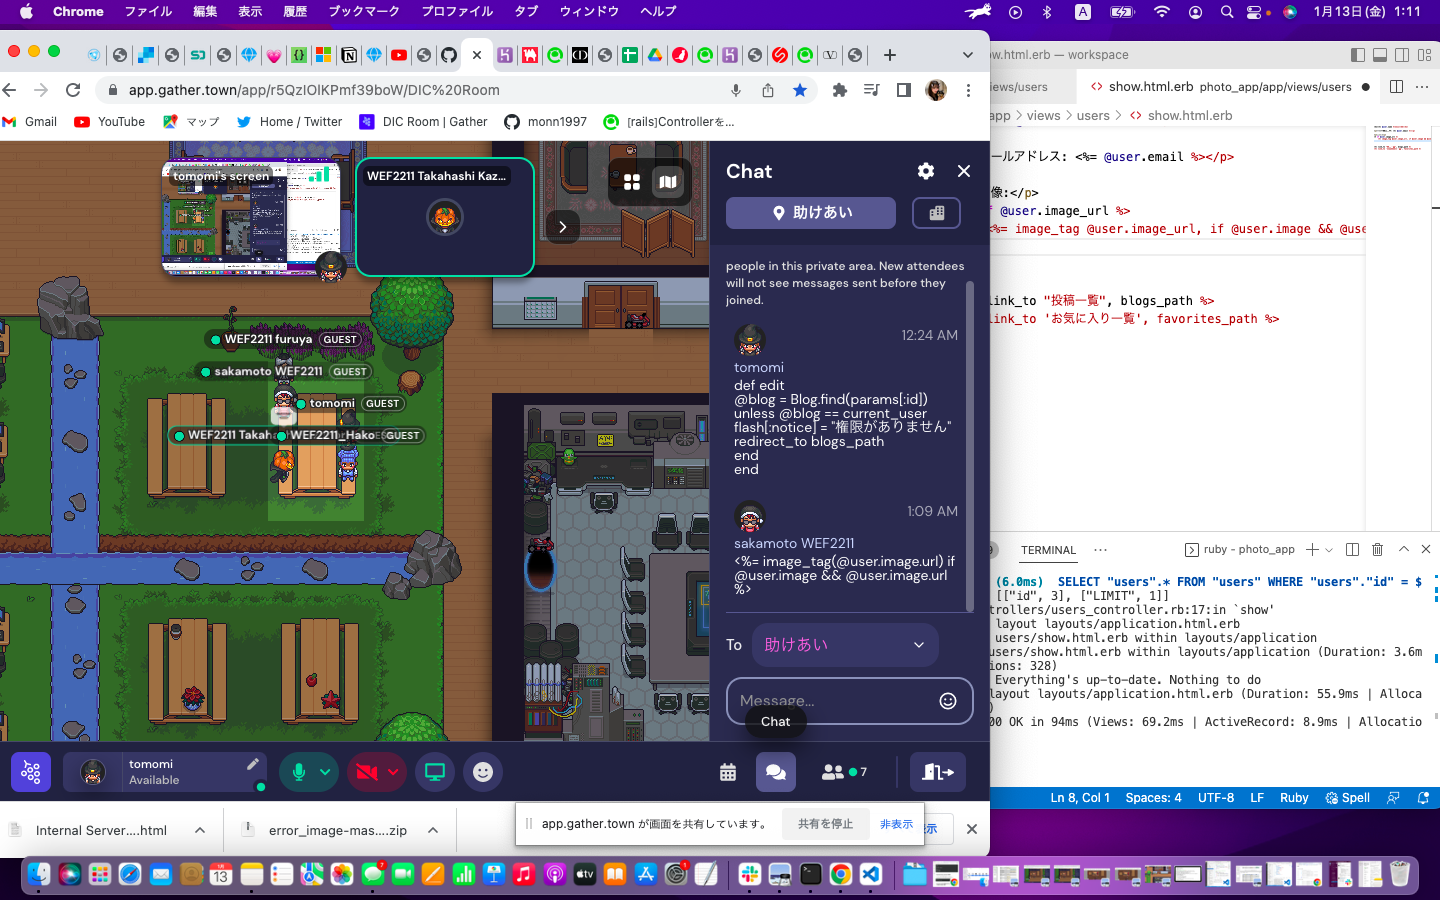 Chrome ファイル 編集 表示 履歴 ブックマーク プロファイル タブ ウィンドウ ヘルプ
A
1月13日(金) 1:11
app.gather.town/app/r5QzlOlKPmf39boW/DIC%20Room
Gmail YouTube マップ Home / Twitter DIC Room | Gather monn1997 [rails]Controllerを...
tomomi's screen
WEF2211 Takahashi Kaz...
WEF2211 furuya GUEST
sakamoto WEF2211 GUEST
tomomi GUEST
WEF2211 Takaha
WEF2211_Hako
GUEST
Chat
助けあい
people in this private area. New attendees
will not see messages sent before they
joined.
12:24 AM
tomomi
def edit
@blog = Blog.find(params[:id])
unless @blog == current_user
flash[:notice] = "権限がありません"
redirect_to blogs_path
end
end
1:09 AM
sakamoto WEF2211
<%= image_tag(@user.image.url) if
@user.image && @user.image.url
%>
To 助けあい
Message...
Chat
tomomi
Available
7
Internal Server....html
error_image-mas....zip
app.gather.town が画面を共有しています。 共有を停止 非表示
示
ow.html.erb — workspace
iews/users
show.html.erb photo_app/app/views/users
app > views > users > show.html.erb
ールアドレス: <%= @user.email %></p>
像:</p>
f @user.image_url %>
<%= image_tag @user.image_url, if @user.image && @use
link_to "投稿一覧", blogs_path %>
link_to 'お気に入り一覧', favorites_path %>
TERMINAL
ruby - photo_app
(6.0ms) SELECT "users".* FROM "users" WHERE "users"."id" = $
[["id", 3], ["LIMIT", 1]]
trollers/users_controller.rb:17:in `show'
layout layouts/application.html.erb
users/show.html.erb within layouts/application
users/show.html.erb within layouts/application (Duration: 3.6m
ions: 328)
Everything's up-to-date. Nothing to do
layout layouts/application.html.erb (Duration: 55.9ms | Alloca
)
00 OK in 94ms (Views: 69.2ms | ActiveRecord: 8.9ms | Allocatio
Ln 8, Col 1 Spaces: 4 UTF-8 LF Ruby Spell
13
7
tv
1